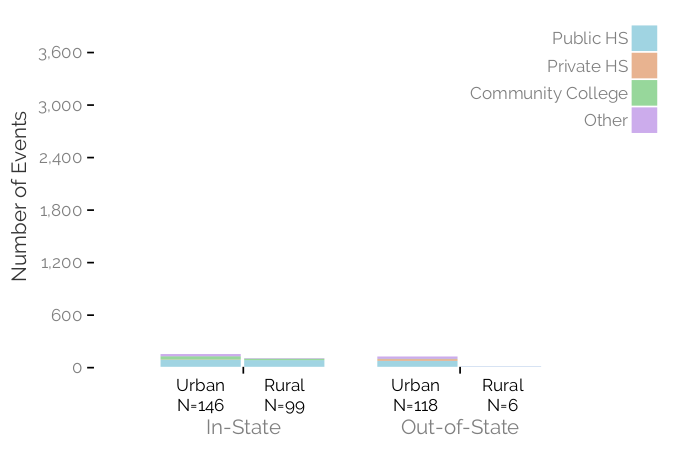 Public HS
Private HS
Community College
Other
Number of Events
3,600
3,000
2,400
1,800
1,200
600
0
Urban Rural Urban Rural
N=146 N=99 N=118 N=6
In-State Out-of-State